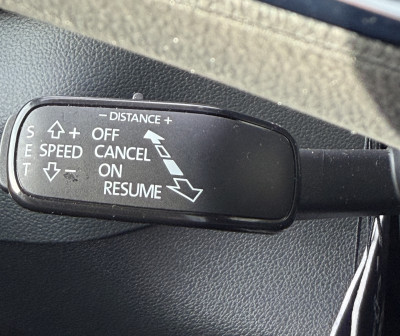 − DISTANCE +
S + OFF
E SPEED CANCEL
T − ON
RESUME